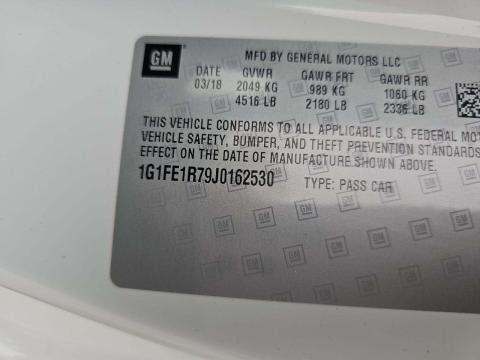 GM
MFD BY GENERAL MOTORS LLC
DATE GVWR GAWR FRT GAWR RR
03/18 2049 KG 989 KG 1060 KG
4516 LB 2180 LB 2336 LB
THIS VEHICLE CONFORMS TO ALL APPLICABLE U.S. FEDERAL MOTOR
VEHICLE SAFETY, BUMPER, AND THEFT PREVENTION STANDARDS
EFFECT ON THE DATE OF MANUFACTURE SHOWN ABOVE.
1G1FE1R79J0162530 TYPE: PASS CAR